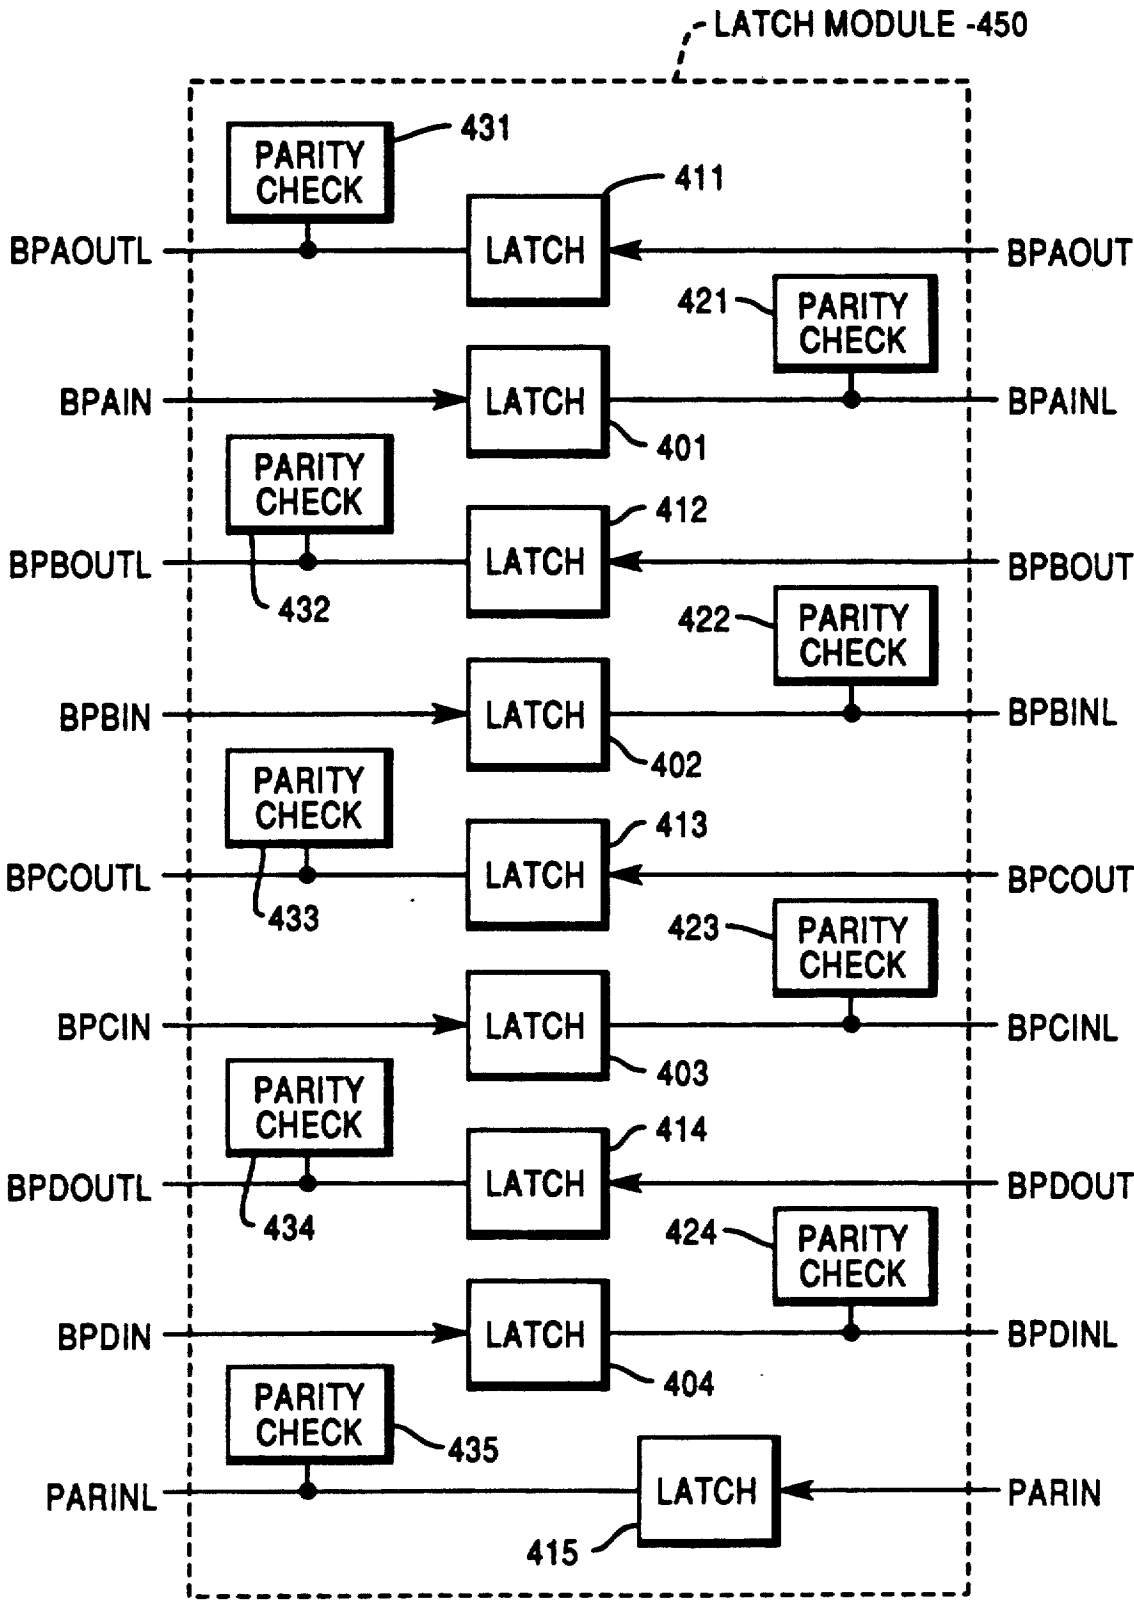 LATCH MODULE -450
PARITY
CHECK
431
411
BPAOUTL
LATCH
BPAOUT
421
PARITY
CHECK
BPAIN
LATCH
BPAINL
401
PARITY
CHECK
412
BPBOUTL
LATCH
BPBOUT
432
422
PARITY
CHECK
BPBIN
LATCH
BPBINL
402
PARITY
CHECK
413
BPCOUTL
LATCH
BPCOUT
433
423
PARITY
CHECK
BPCIN
LATCH
BPCINL
403
PARITY
CHECK
414
BPDOUTL
LATCH
BPDOUT
434
424
PARITY
CHECK
BPDIN
LATCH
BPDINL
404
PARITY
CHECK
435
PARINL
LATCH
PARIN
415